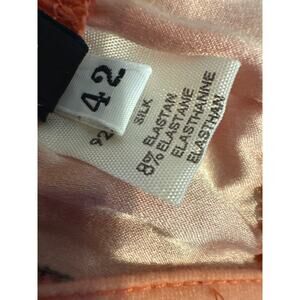 42
92
SILK
8% ELASTAN
ELASTANE
ELASTHANNE
ELASTHAN